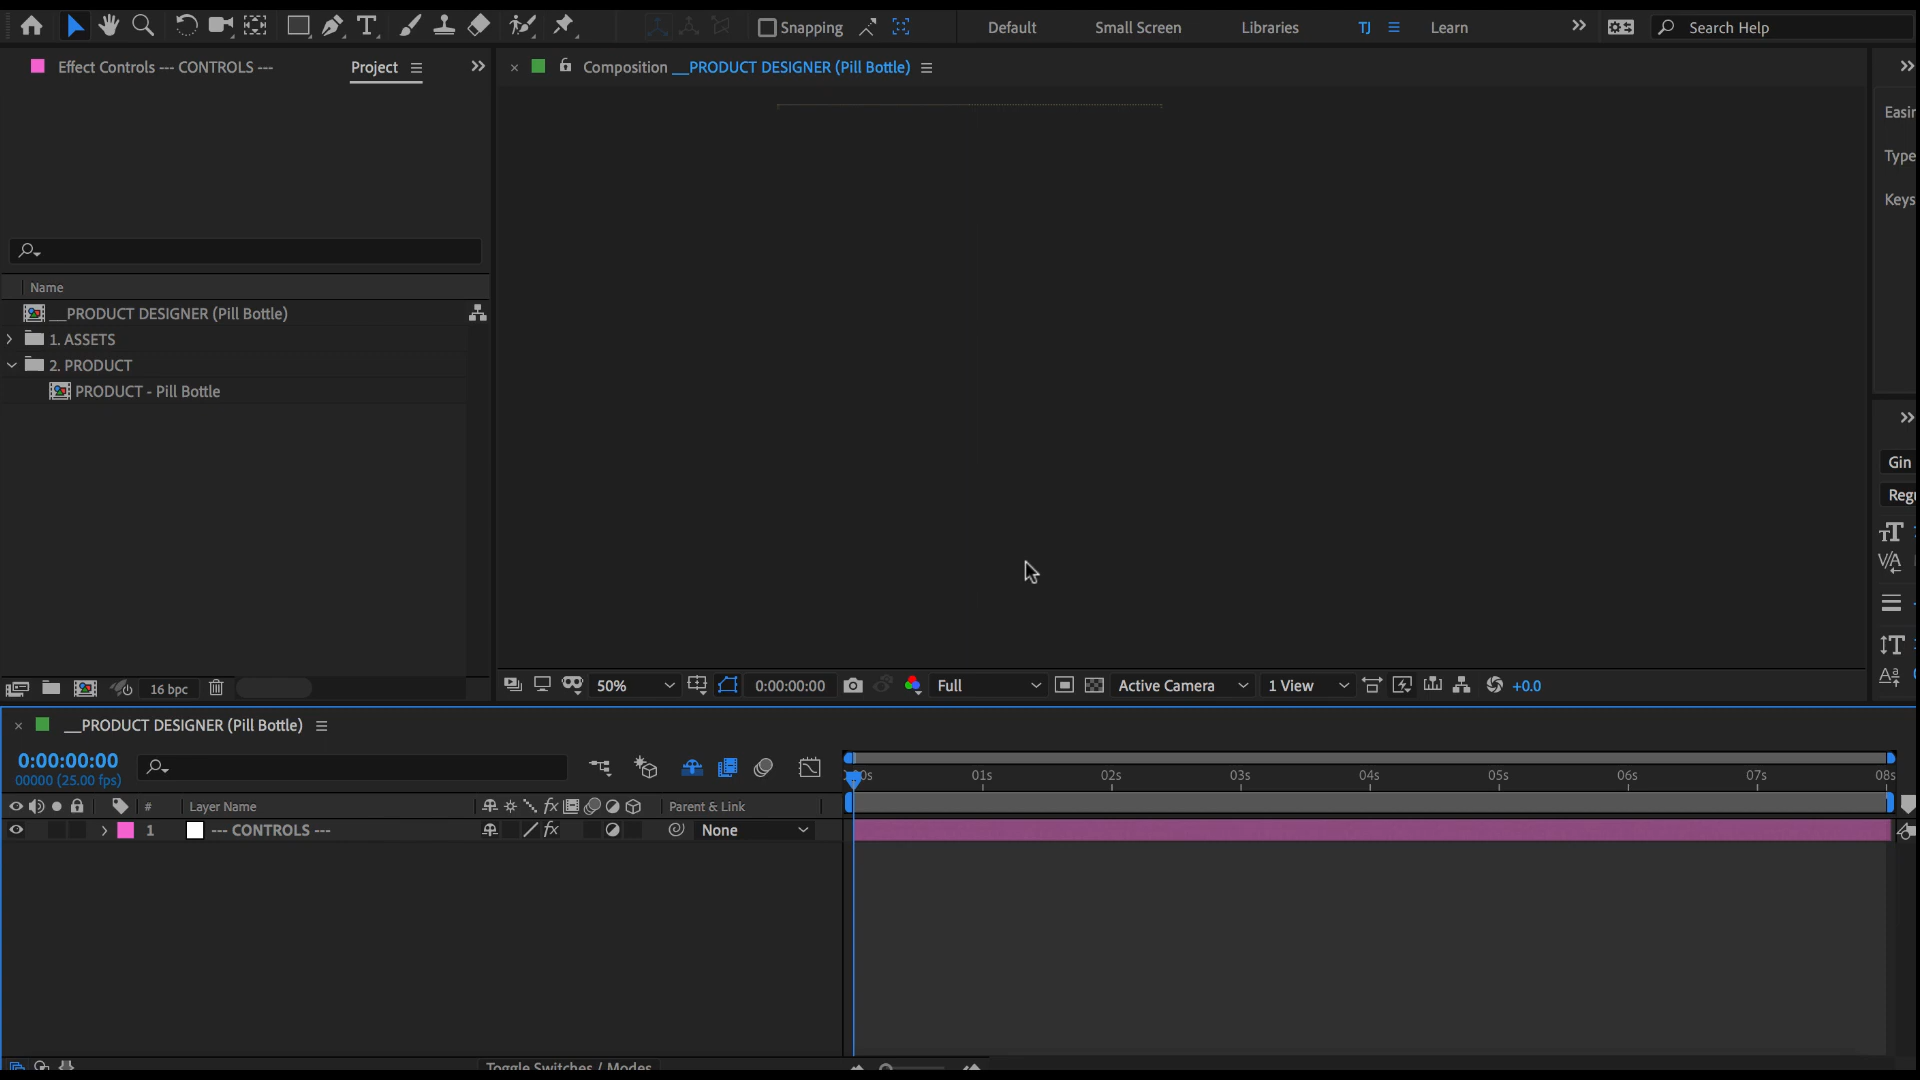 Snapping
Default
Small Screen
Libraries
TJ
Learn
Search Help
Effect Controls --- CONTROLS ---
Project
Composition __PRODUCT DESIGNER (Pill Bottle)
Name
__PRODUCT DESIGNER (Pill Bottle)
1. ASSETS
2. PRODUCT
PRODUCT - Pill Bottle
Type
Keys
Gin
16 bpc
50%
0:00:00:00
Full
Active Camera
1 View
+0.0
__PRODUCT DESIGNER (Pill Bottle)
0:00:00:00
00000 (25.00 fps)
01s
02s
03s
04s
05s
06s
07s
08s
#
Layer Name
Parent & Link
1
--- CONTROLS ---
None
Toggle Switches / Modes